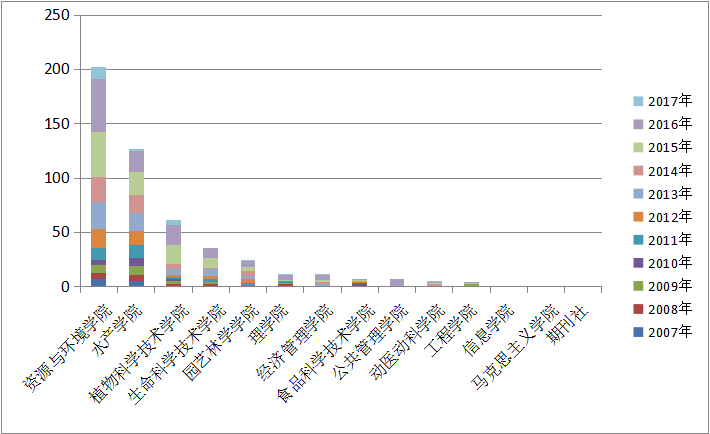 250
200
150
100
50
0
资源与环境学院
水产学院
植物科学技术学院
生命科学技术学院
园艺林学学院
理学院
经济管理学院
食品科学技术学院
公共管理学院
动医动科学院
工程学院
信息学院
马克思主义学院
期刊社
2017年
2016年
2015年
2014年
2013年
2012年
2011年
2010年
2009年
2008年
2007年